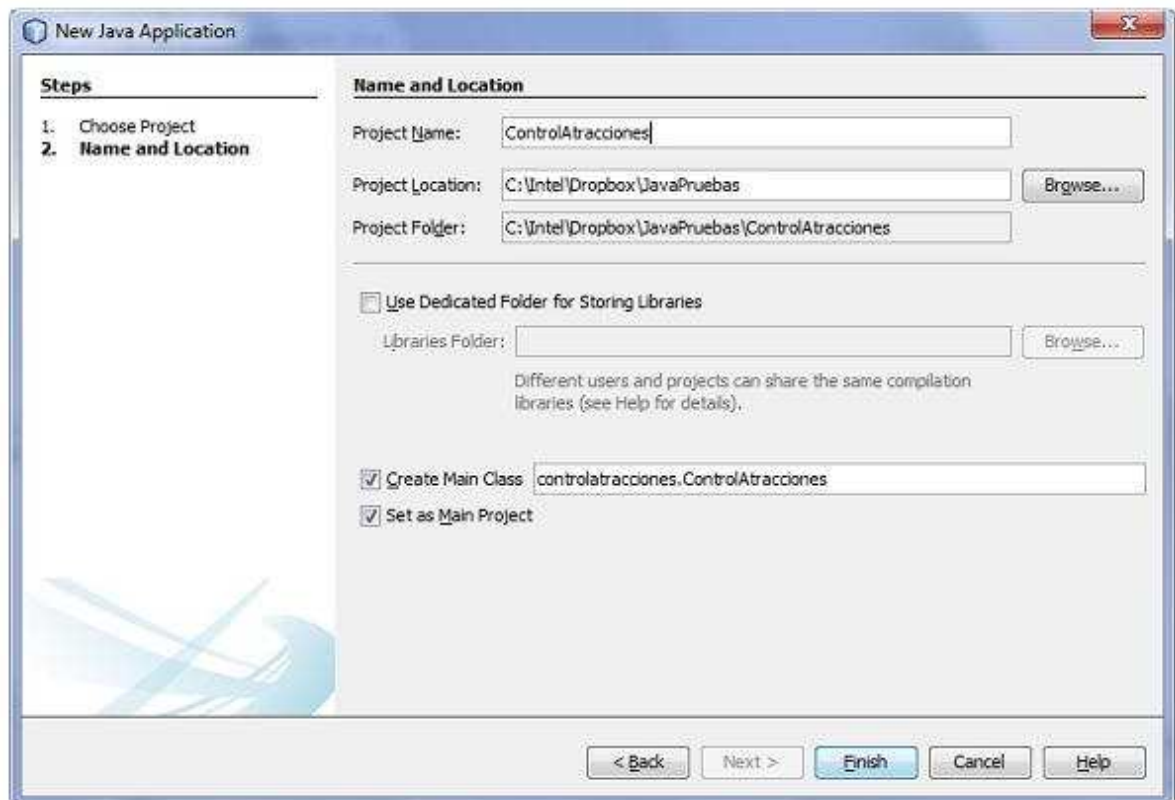 New Java Application
Steps
1. Choose Project
2. Name and Location
Name and Location
Project Name: ControlAtracciones
Project Location: C:\Intel\Dropbox\JavaPruebas Browse...
Project Folder: C:\Intel\Dropbox\JavaPruebas\ControlAtracciones
Use Dedicated Folder for Storing Libraries
Libraries Folder: Browse...
Different users and projects can share the same compilation
libraries (see Help for details).
Create Main Class controlatracciones.ControlAtracciones
Set as Main Project
< Back Next > Finish Cancel Help